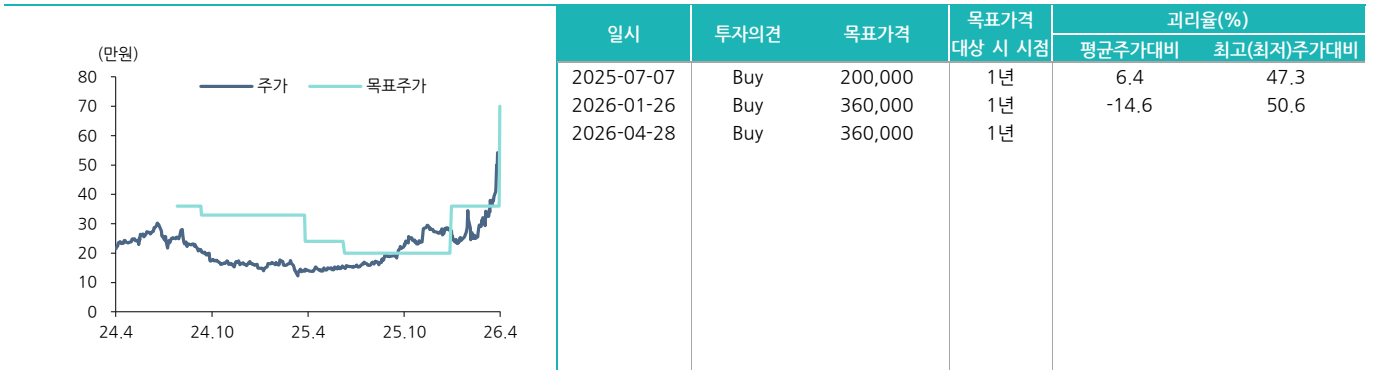 (만원)
주가 목표주가
80
70
60
50
40
30
20
10
0
24.4 24.10 25.4 25.10 26.4
일시 투자의견 목표가격 목표가격 대상 시 시점 괴리율(%)
평균주가대비 최고(최저)주가대비
2025-07-07 Buy 200,000 1년 6.4 47.3
2026-01-26 Buy 360,000 1년 -14.6 50.6
2026-04-28 Buy 360,000 1년